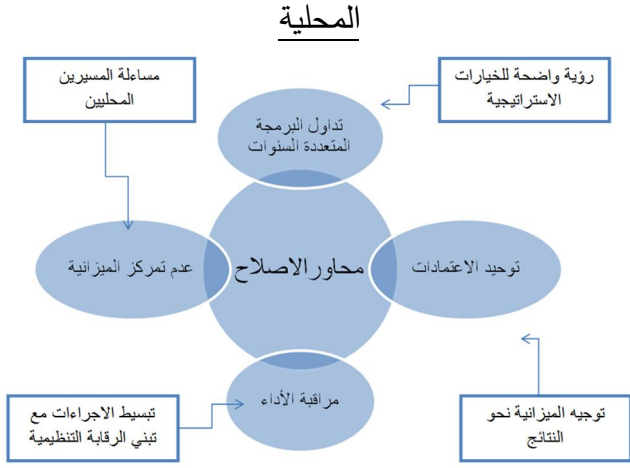 المحلية
رؤية واضحة للخيارات
الاستراتيجية
مساءلة المسيرين
المحليين
تداول البرمجة
المتعددة السنوات
توحيد الاعتمادات
محاور الاصلاح
عدم تمركز الميزانية
مراقبة الأداء
توجيه الميزانية نحو
النتائج
تبسيط الاجراءات مع
تبني الرقابة التنظيمية